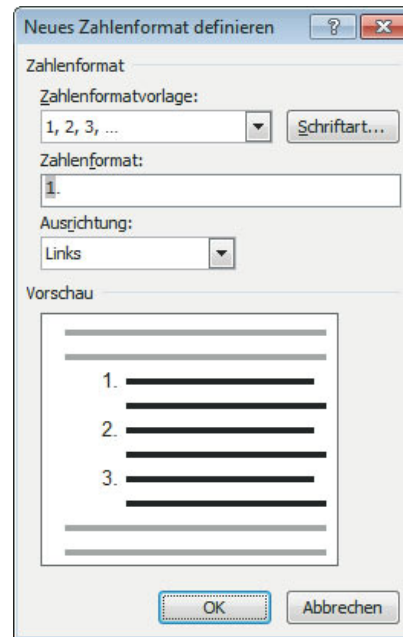 Neues Zahlenformat definieren
Zahlenformat
Zahlenformatvorlage:
1, 2, 3, ...
Schriftart...
Zahlenformat:
1.
Ausrichtung:
Links
Vorschau
1.
2.
3.
OK
Abbrechen